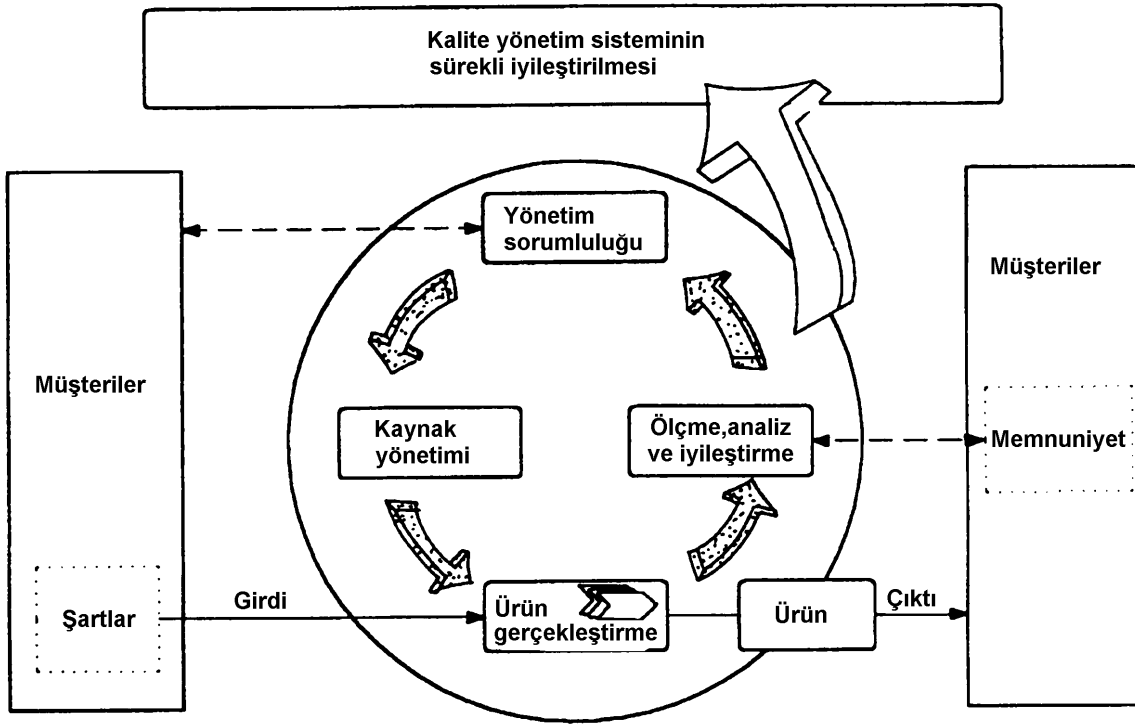 Kalite yönetim sisteminin
sürekli iyileştirilmesi
Yönetim
sorumluluğu
Müşteriler
Müşteriler
Kaynak
yönetimi
Ölçme,analiz
ve iyileştirme
Memnuniyet
Şartlar
Girdi
Ürün
gerçekleştirme
Ürün
Çıktı